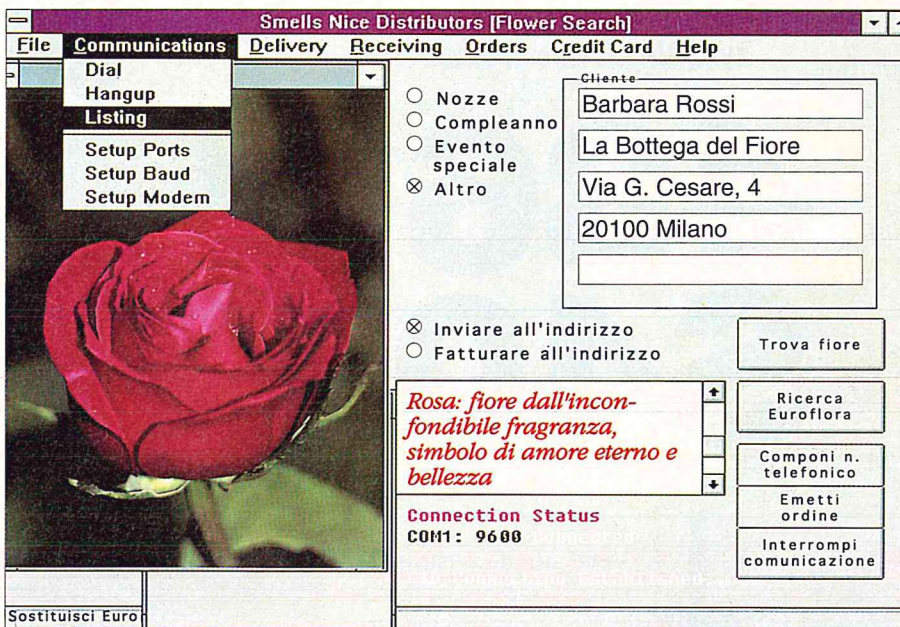 Smells Nice Distributors [Flower Search]
File Communications Delivery Receiving Orders Credit Card Help
Dial
Hangup
Listing
Setup Ports
Setup Baud
Setup Modem
Nozze
Compleanno
Evento
speciale
Altro
Cliente
Barbara Rossi
La Bottega del Fiore
Via G. Cesare, 4
20100 Milano
Inviare all'indirizzo
Fatturare all'indirizzo
Trova fiore
Rosa: fiore dall'incon-
fondibile fragranza,
simbolo di amore eterno e
bellezza
Ricerca
Euroflora
Componi n.
telefonico
Emetti
ordine
Interrompi
comunicazione
Connection Status
COM1: 9600
Sostituisci Euro